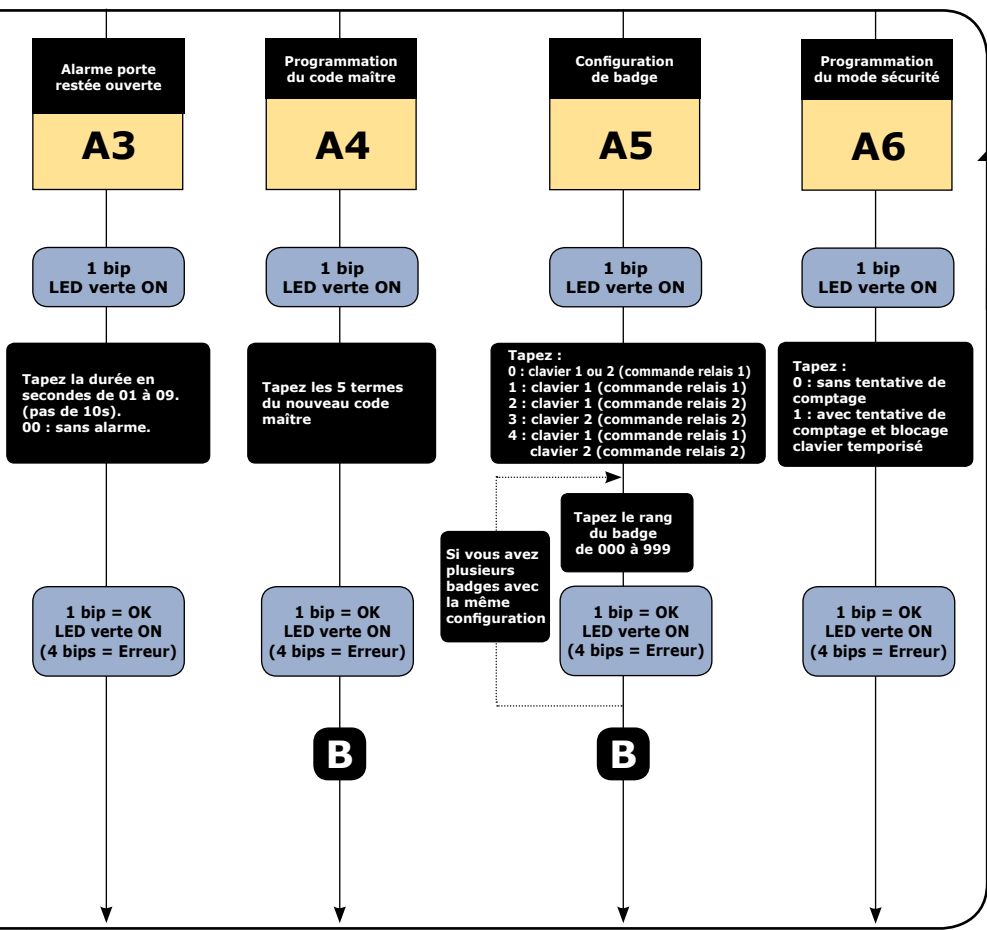 Alarme porte
restée ouverte
A3
1 bip
LED verte ON
Tapez la durée en
secondes de 01 à 09.
(pas de 10s).
00 : sans alarme.
1 bip = OK
LED verte ON
(4 bips = Erreur)
Programmation
du code maître
A4
1 bip
LED verte ON
Tapez les 5 termes
du nouveau code
maître
1 bip = OK
LED verte ON
(4 bips = Erreur)
B
Configuration
de badge
A5
1 bip
LED verte ON
Tapez :
0 : clavier 1 ou 2 (commande relais 1)
1 : clavier 1 (commande relais 1)
2 : clavier 1 (commande relais 2)
3 : clavier 2 (commande relais 2)
4 : clavier 1 (commande relais 1)
clavier 2 (commande relais 2)
Tapez le rang
du badge
de 000 à 999
Si vous avez
plusieurs
badges avec
la même
configuration
1 bip = OK
LED verte ON
(4 bips = Erreur)
B
Programmation
du mode sécurité
A6
1 bip
LED verte ON
Tapez :
0 : sans tentative de
comptage
1 : avec tentative de
comptage et blocage
clavier temporisé
1 bip = OK
LED verte ON
(4 bips = Erreur)